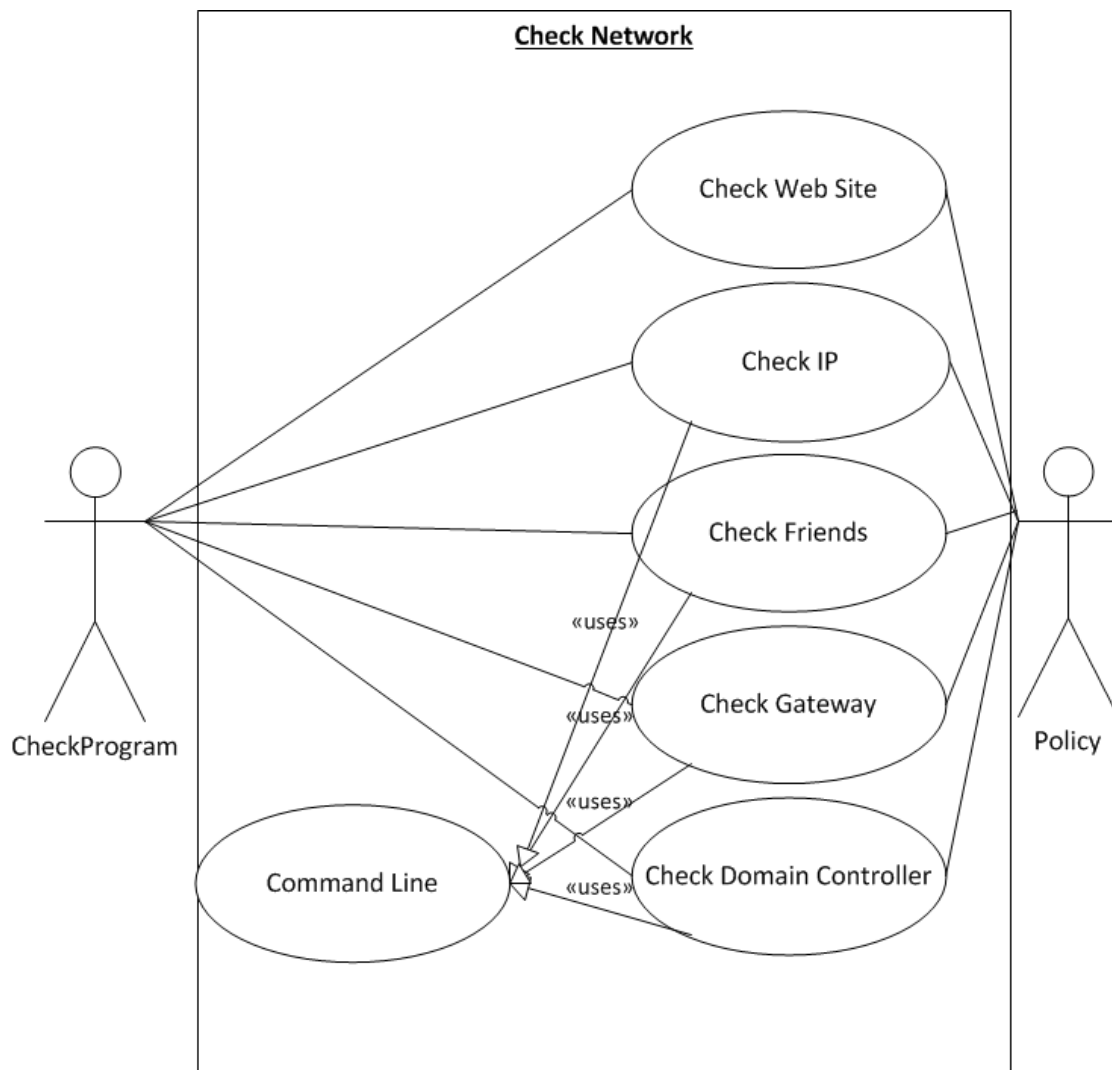 Check Network
Check Web Site
Check IP
Check Friends
«uses»
Check Gateway
«uses»
CheckProgram
Policy
«uses»
Command Line
Check Domain Controller
«uses»